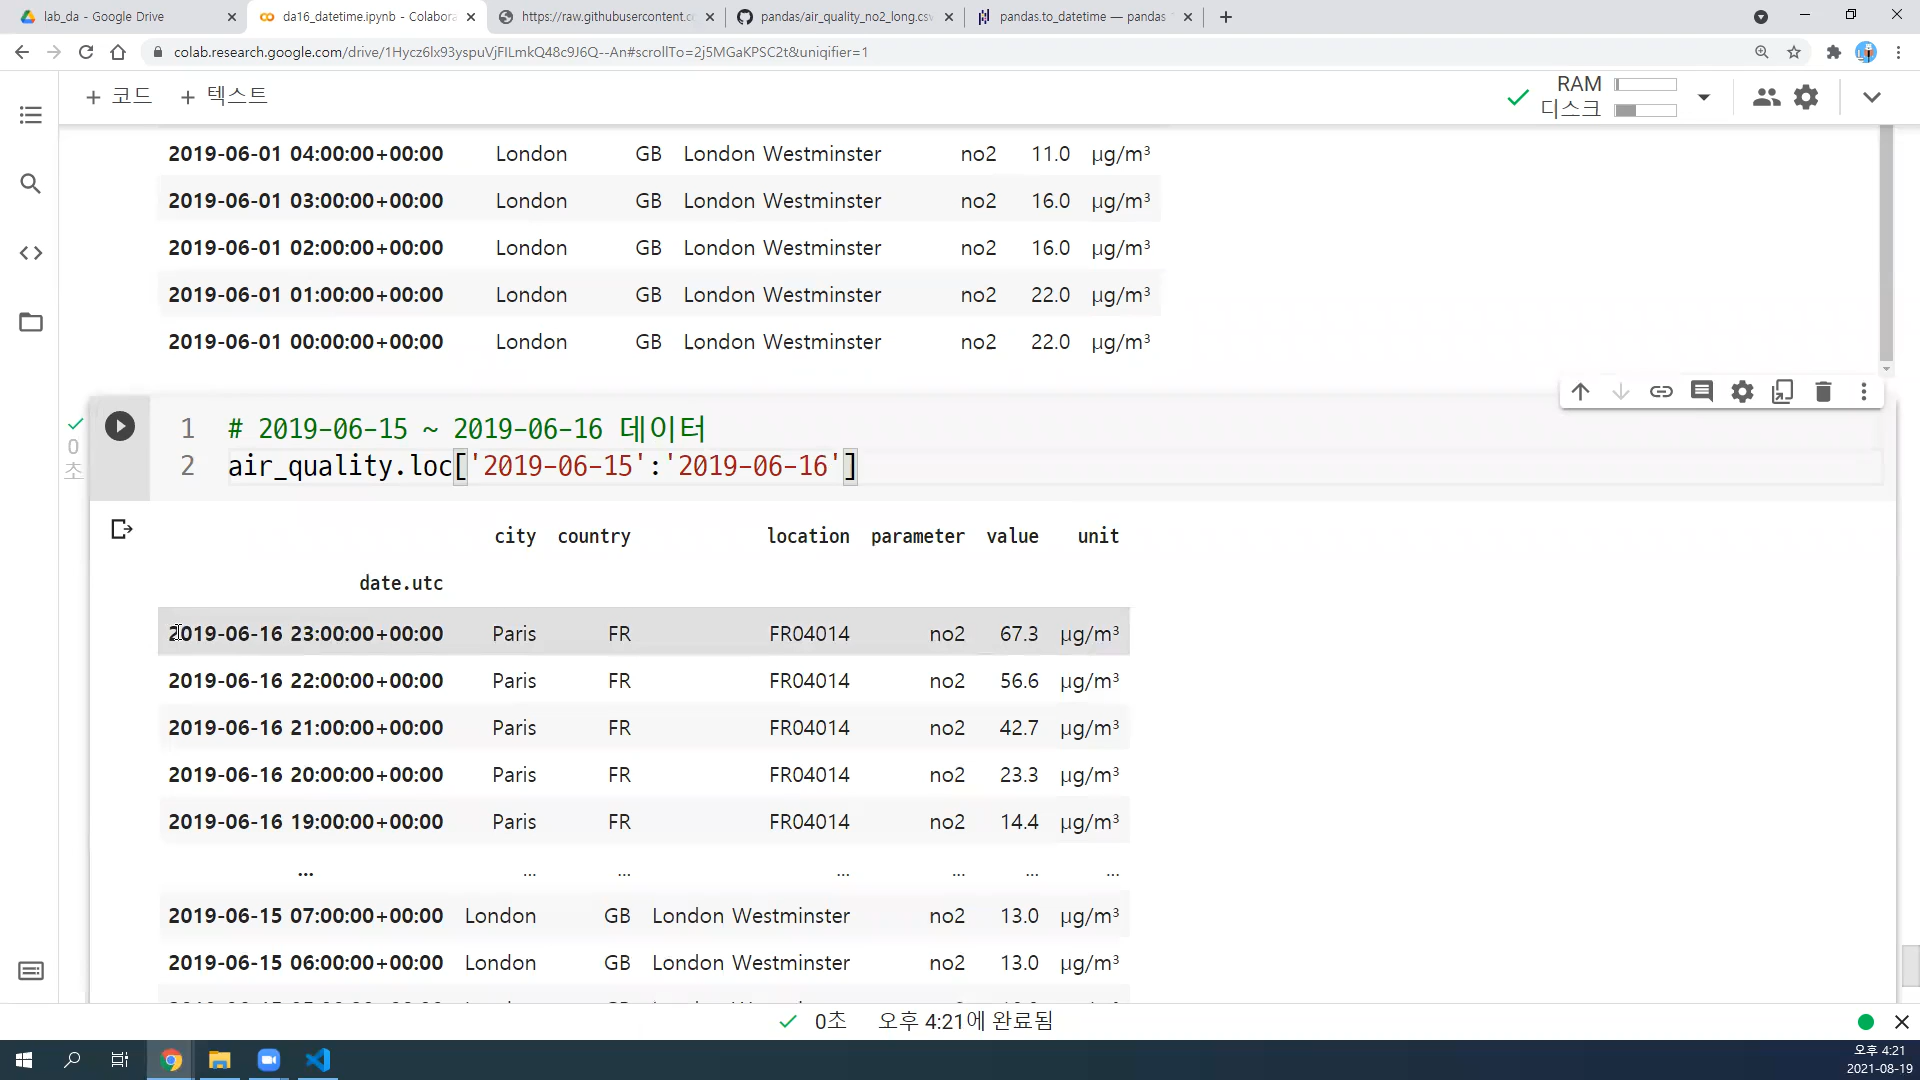 lab_da - Google Drive
da16_datetime.ipynb - Colabora
https://raw.githubusercontent.c
pandas/air_quality_no2_long.csv
pandas.to_datetime — pandas
colab.research.google.com/drive/1Hycz6lx93yspuVjFILmkQ48c9J6Q--An#scrollTo=2j5MGaKPSC2t&uniqifier=1
+ 코드 + 텍스트
RAM
디스크
2019-06-01 04:00:00+00:00 London GB London Westminster no2 11.0 µg/m³
2019-06-01 03:00:00+00:00 London GB London Westminster no2 16.0 µg/m³
2019-06-01 02:00:00+00:00 London GB London Westminster no2 16.0 µg/m³
2019-06-01 01:00:00+00:00 London GB London Westminster no2 22.0 µg/m³
2019-06-01 00:00:00+00:00 London GB London Westminster no2 22.0 µg/m³
0
초
1 # 2019-06-15 ~ 2019-06-16 데이터
2 air_quality.loc['2019-06-15':'2019-06-16']
city country location parameter value unit
date.utc
2019-06-16 23:00:00+00:00 Paris FR FR04014 no2 67.3 µg/m³
2019-06-16 22:00:00+00:00 Paris FR FR04014 no2 56.6 µg/m³
2019-06-16 21:00:00+00:00 Paris FR FR04014 no2 42.7 µg/m³
2019-06-16 20:00:00+00:00 Paris FR FR04014 no2 23.3 µg/m³
2019-06-16 19:00:00+00:00 Paris FR FR04014 no2 14.4 µg/m³
... ... ... ... ... ... ...
2019-06-15 07:00:00+00:00 London GB London Westminster no2 13.0 µg/m³
2019-06-15 06:00:00+00:00 London GB London Westminster no2 13.0 µg/m³
0초 오후 4:21에 완료됨
오후 4:21
2021-08-19